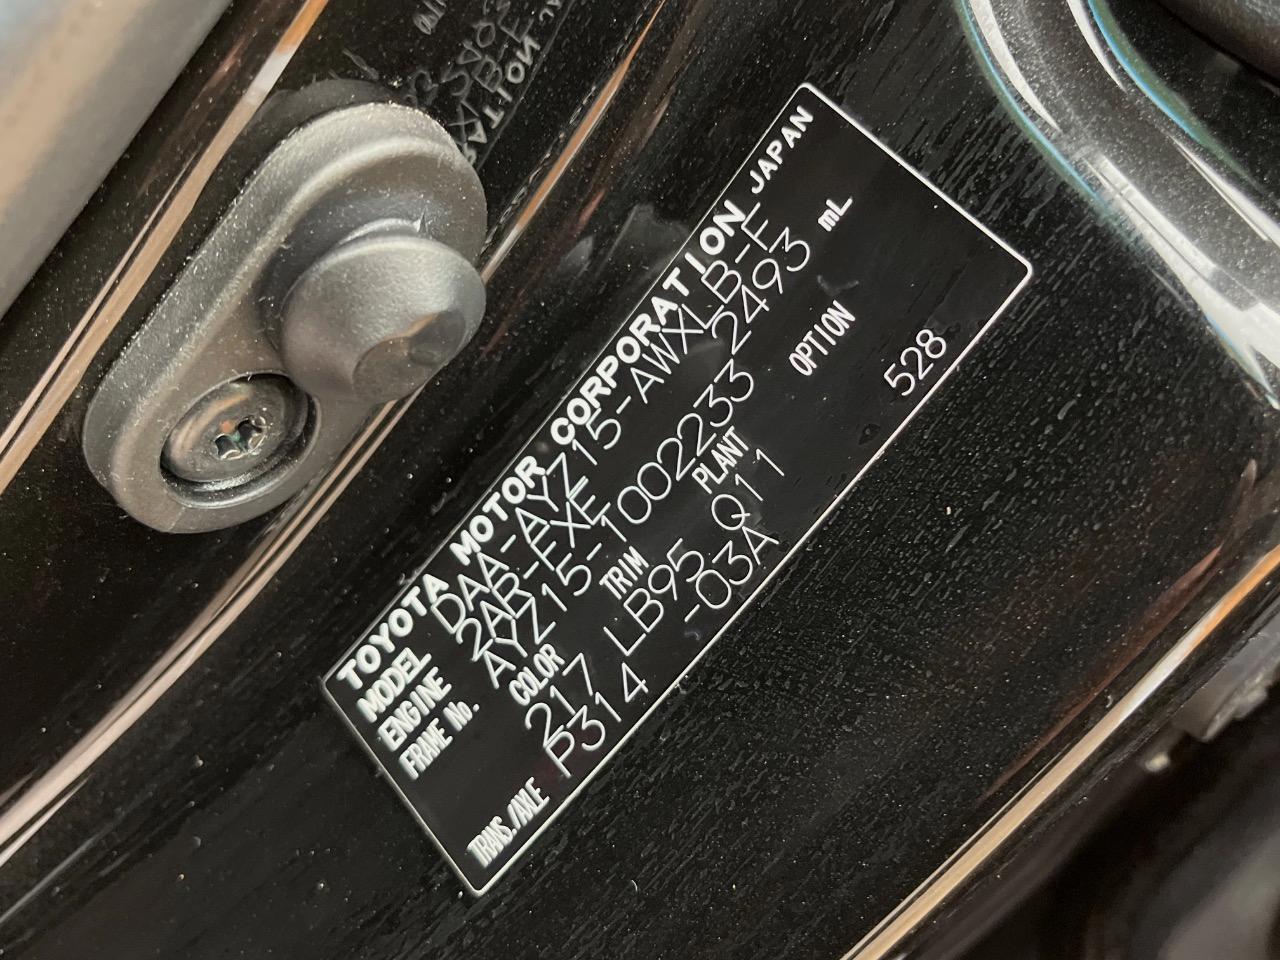 TOYOTA MOTOR CORPORATION JAPAN
MODEL DAA-AYZ15-AWXLB-F
ENGINE 2AR-FXE 2493 mL
FRAME No. AYZ15-1002233
COLOR TRIM PLANT OPTION
217 LB95 Q11 528
TRANS./AXLE P314 -03A